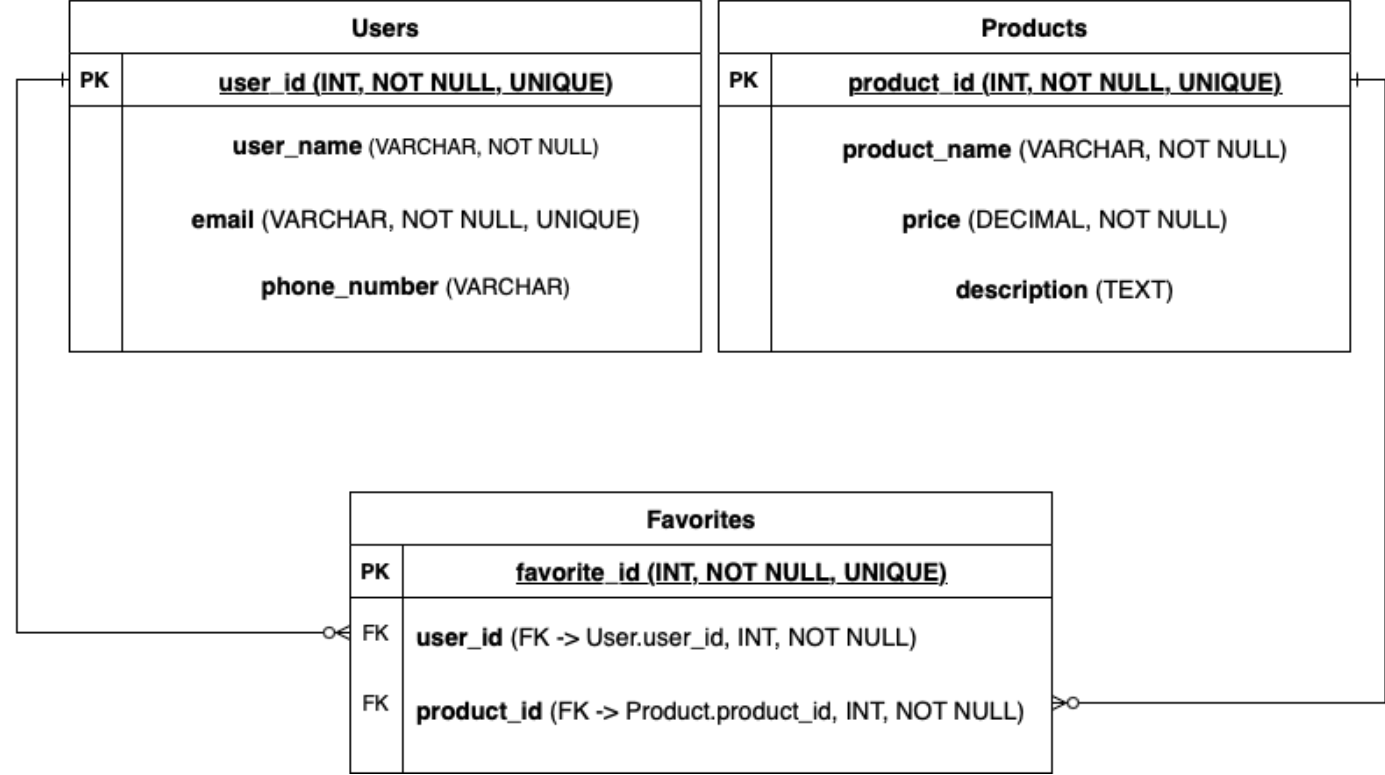 Users
PK
user_id (INT, NOT NULL, UNIQUE)
user_name (VARCHAR, NOT NULL)
email (VARCHAR, NOT NULL, UNIQUE)
phone_number (VARCHAR)
Products
PK
product_id (INT, NOT NULL, UNIQUE)
product_name (VARCHAR, NOT NULL)
price (DECIMAL, NOT NULL)
description (TEXT)
Favorites
PK
favorite_id (INT, NOT NULL, UNIQUE)
FK
user_id (FK -> User.user_id, INT, NOT NULL)
FK
product_id (FK -> Product.product_id, INT, NOT NULL)